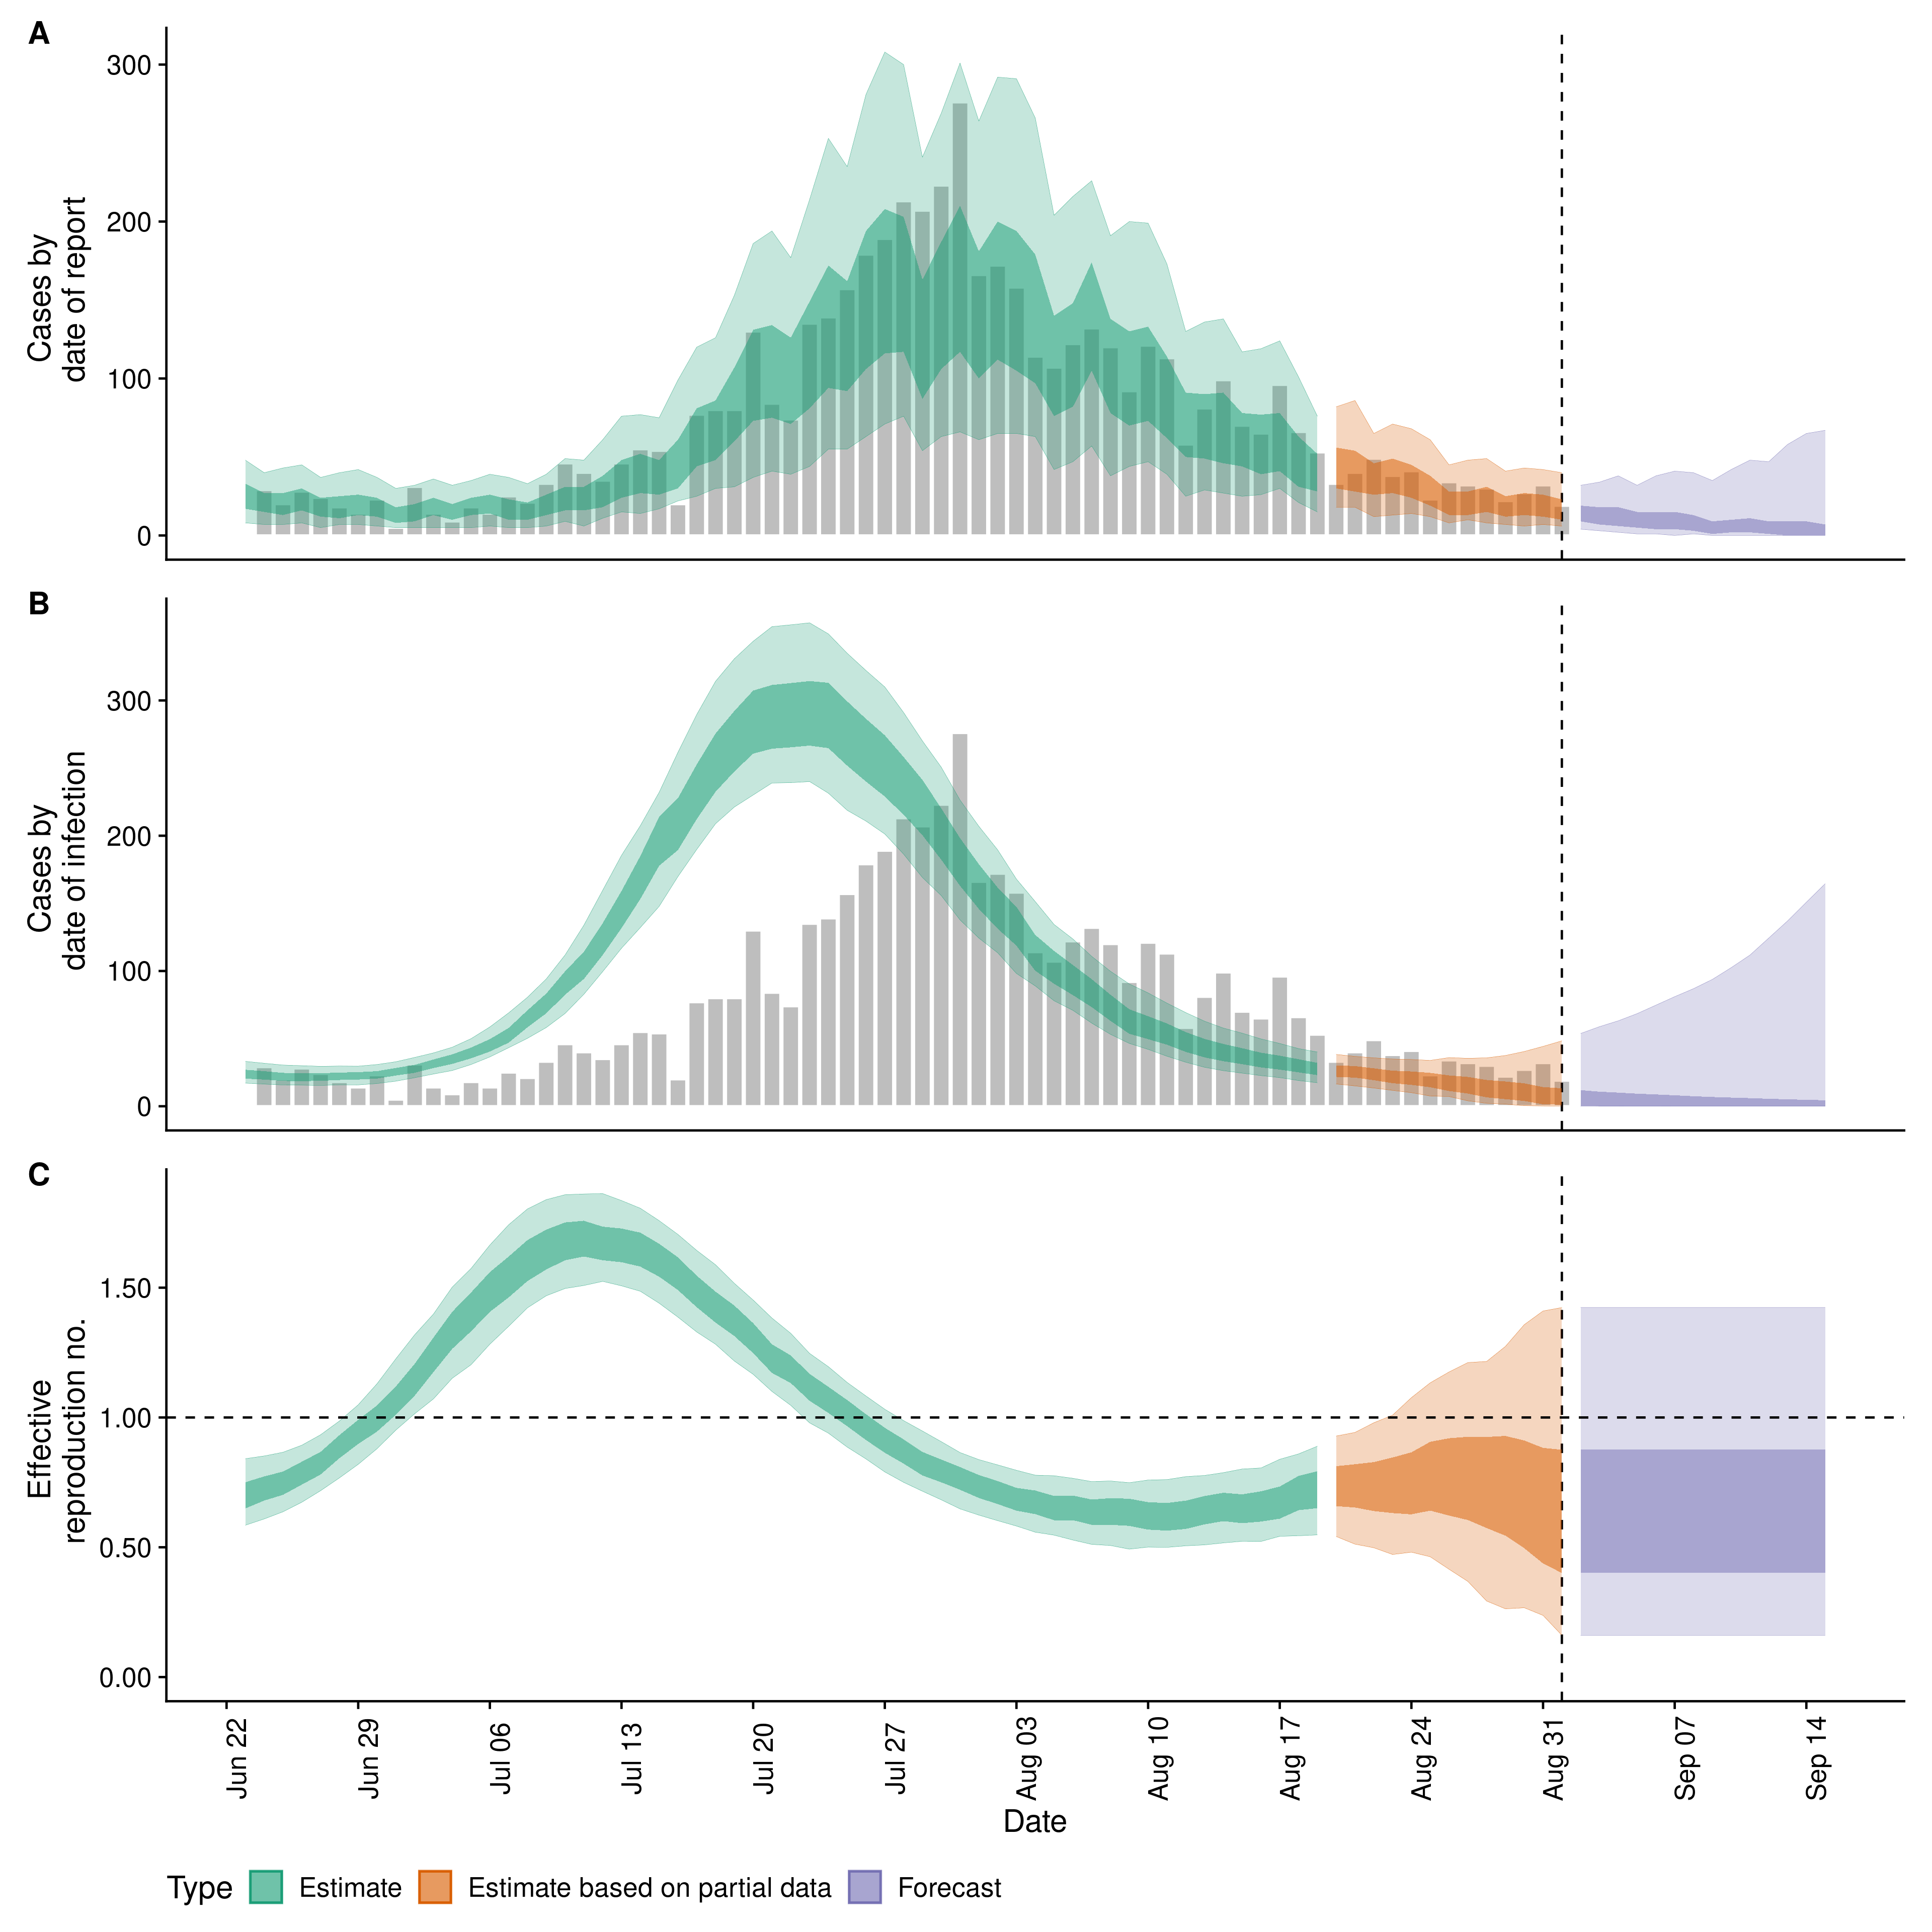 A
Cases by
date of report
300
200
100
0
B
Cases by
date of infection
300
200
100
0
C
Effective
reproduction no.
1.50
1.00
0.50
0.00
Jun 22
Jun 29
Jul 06
Jul 13
Jul 20
Jul 27
Aug 03
Aug 10
Aug 17
Aug 24
Aug 31
Sep 07
Sep 14
Date
Type Estimate Estimate based on partial data Forecast